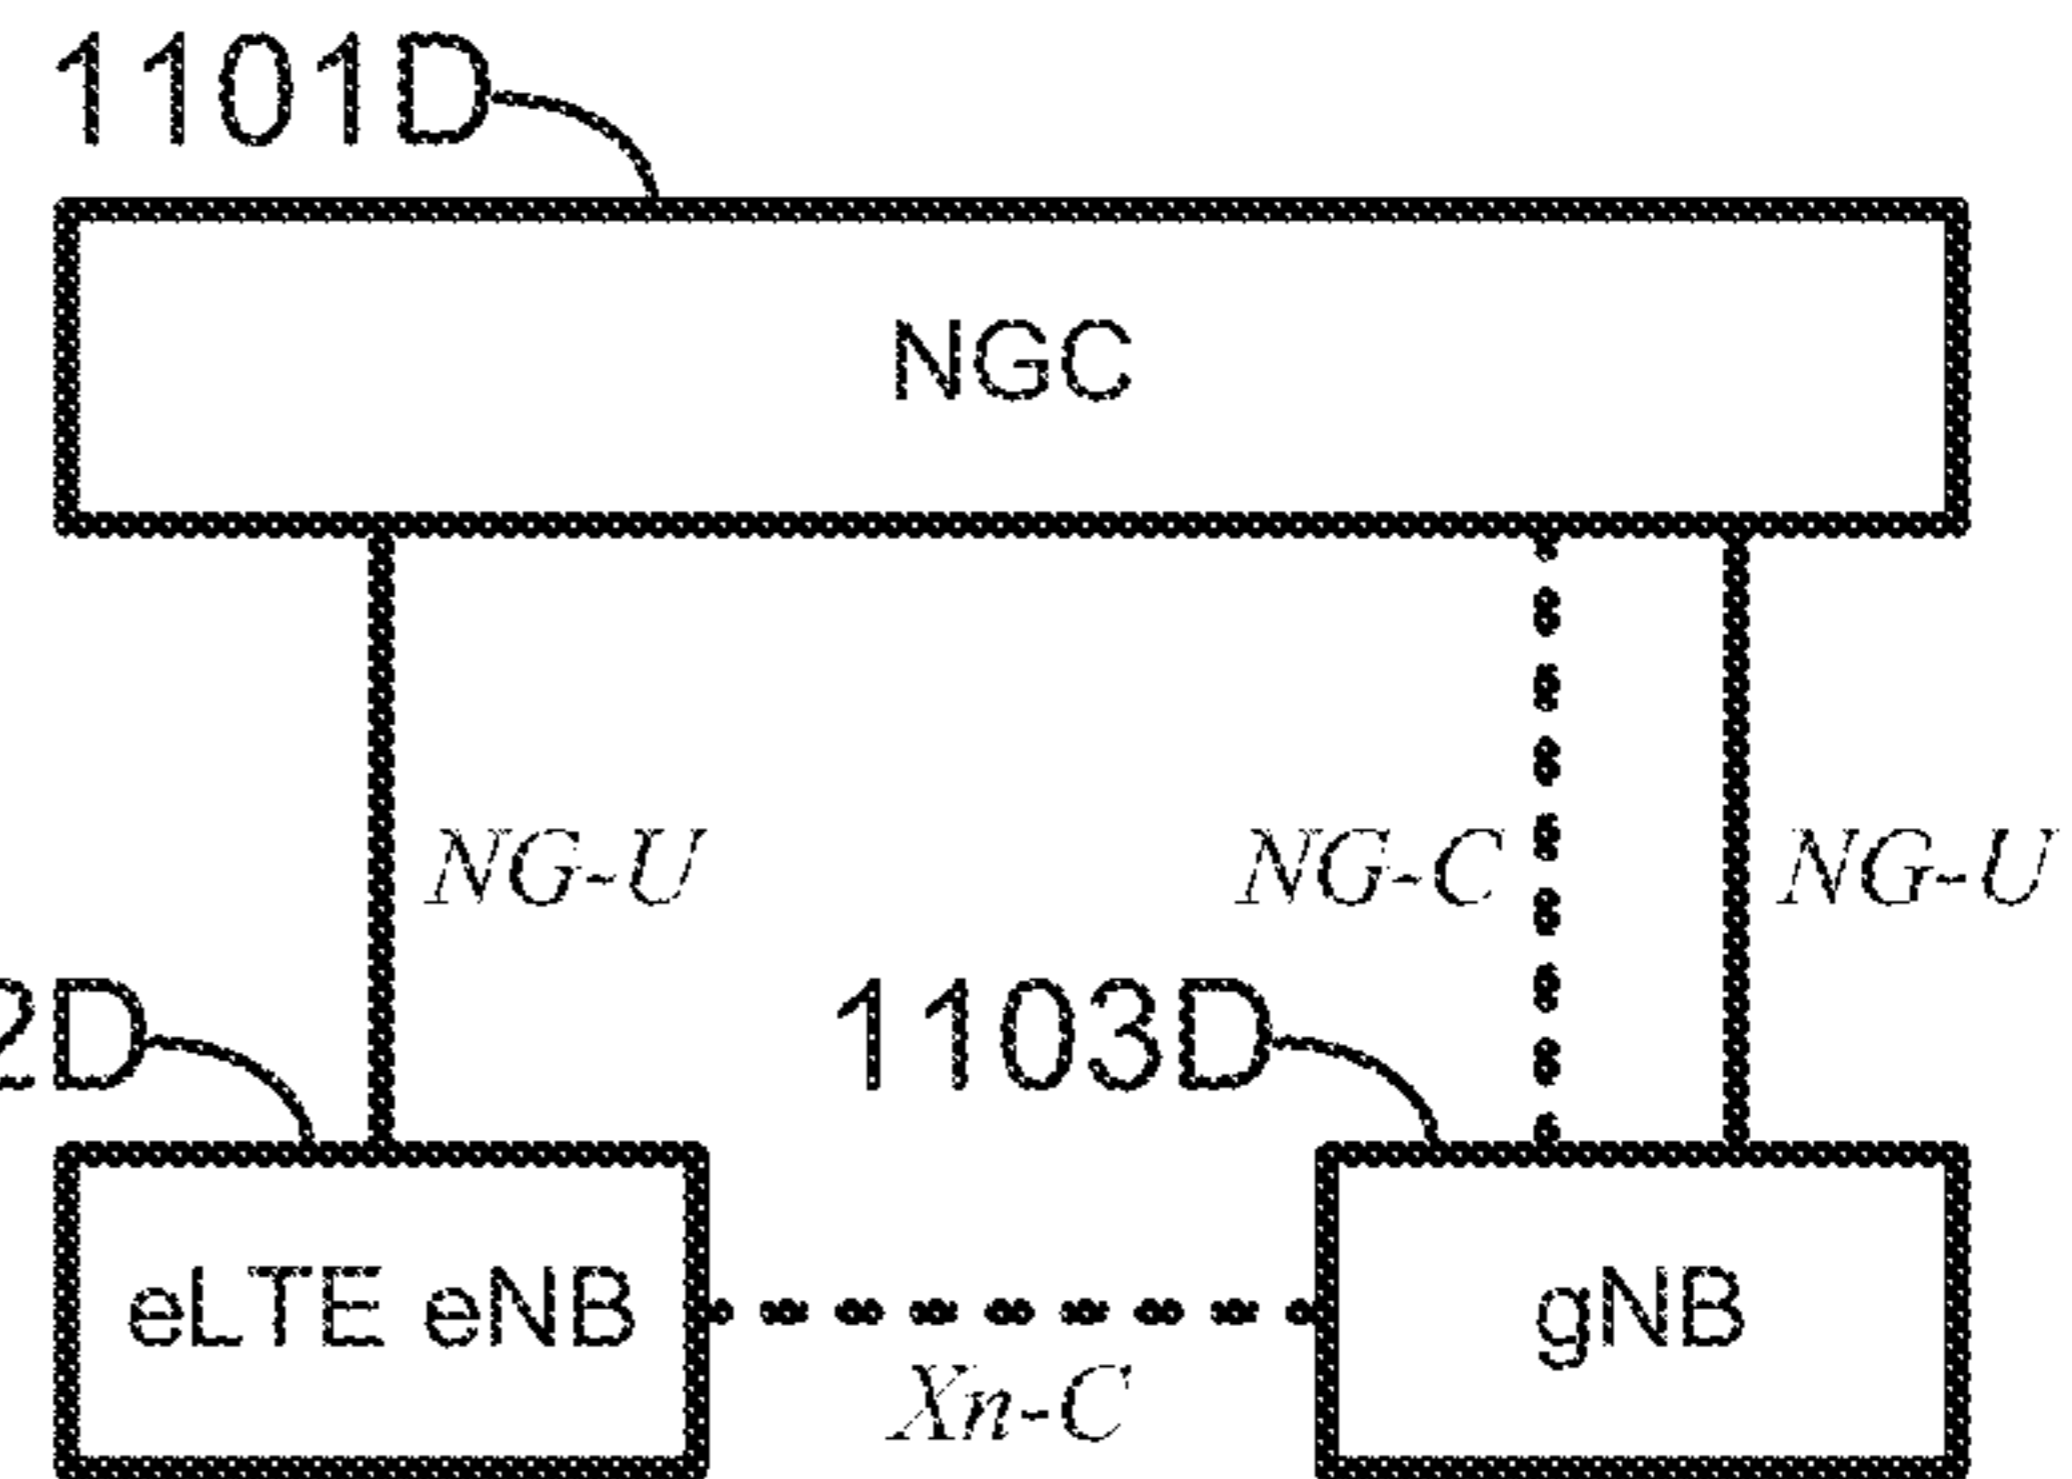 1101D
NGC
NG-U
NG-C
NG-U
2D
1103D
eLTE eNB
gNB
Xn-C